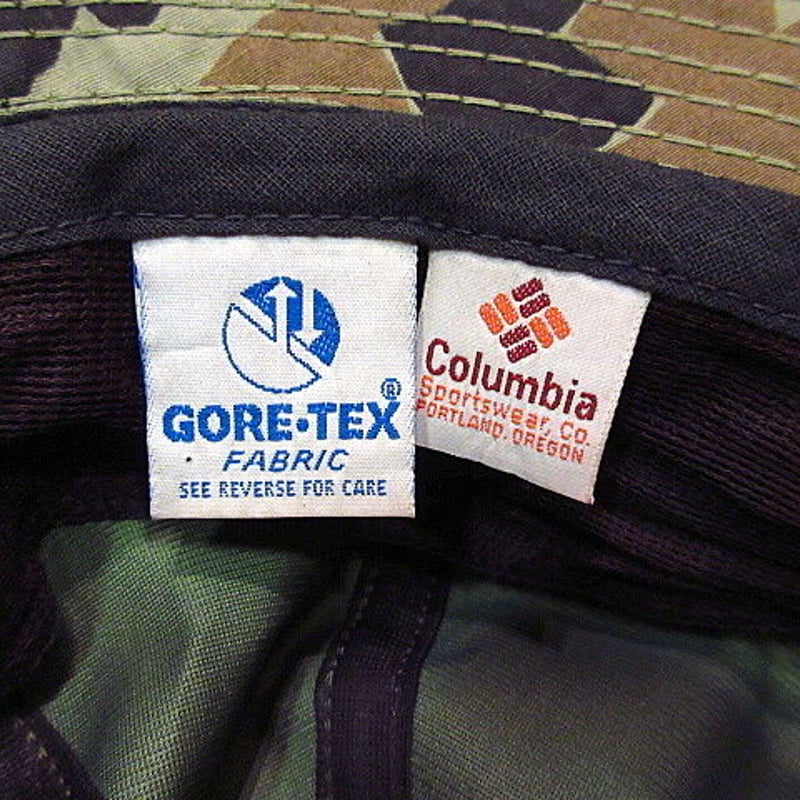 GORE•TEX®
FABRIC
SEE REVERSE FOR CARE
Columbia
Sportswear, Co.
PORTLAND, OREGON